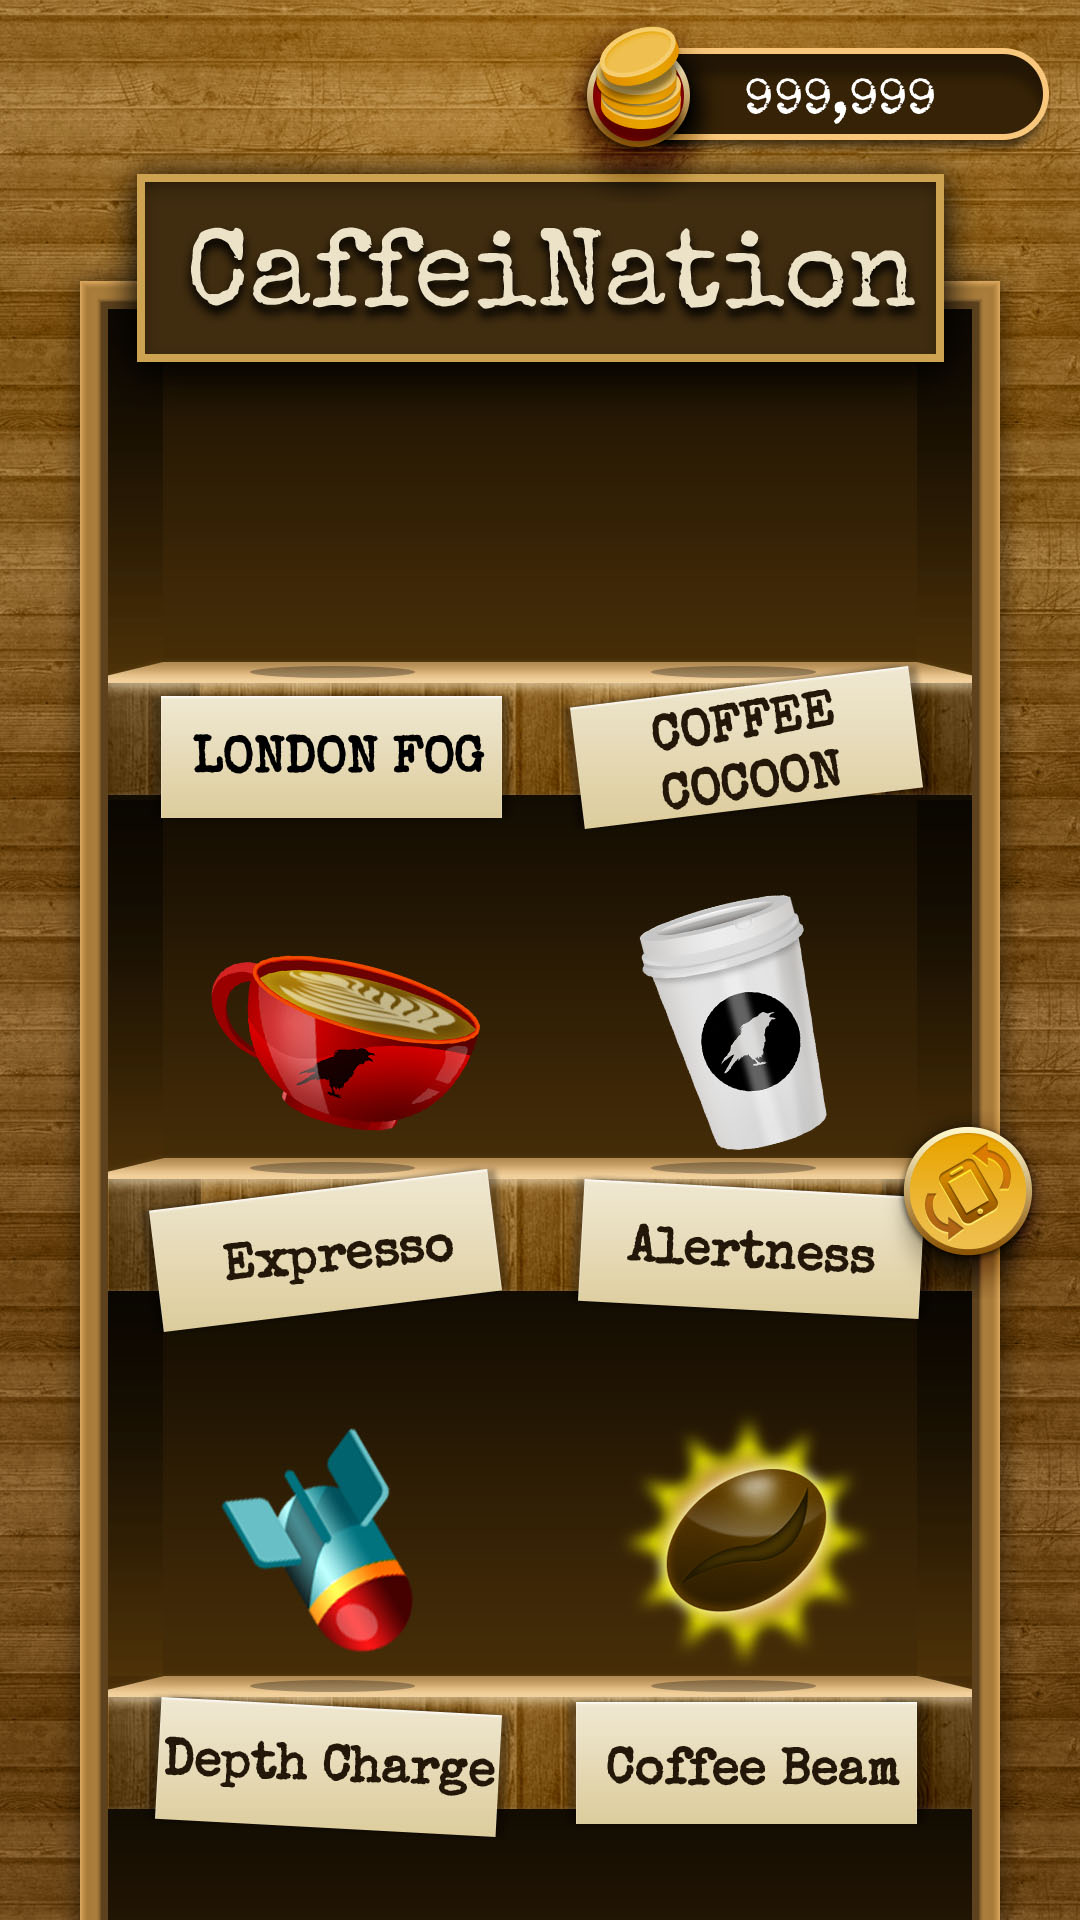 999,999
CaffeiNation
LONDON FOG
COFFEE
COCOON
Expresso
Alertness
Depth Charge
Coffee Beam